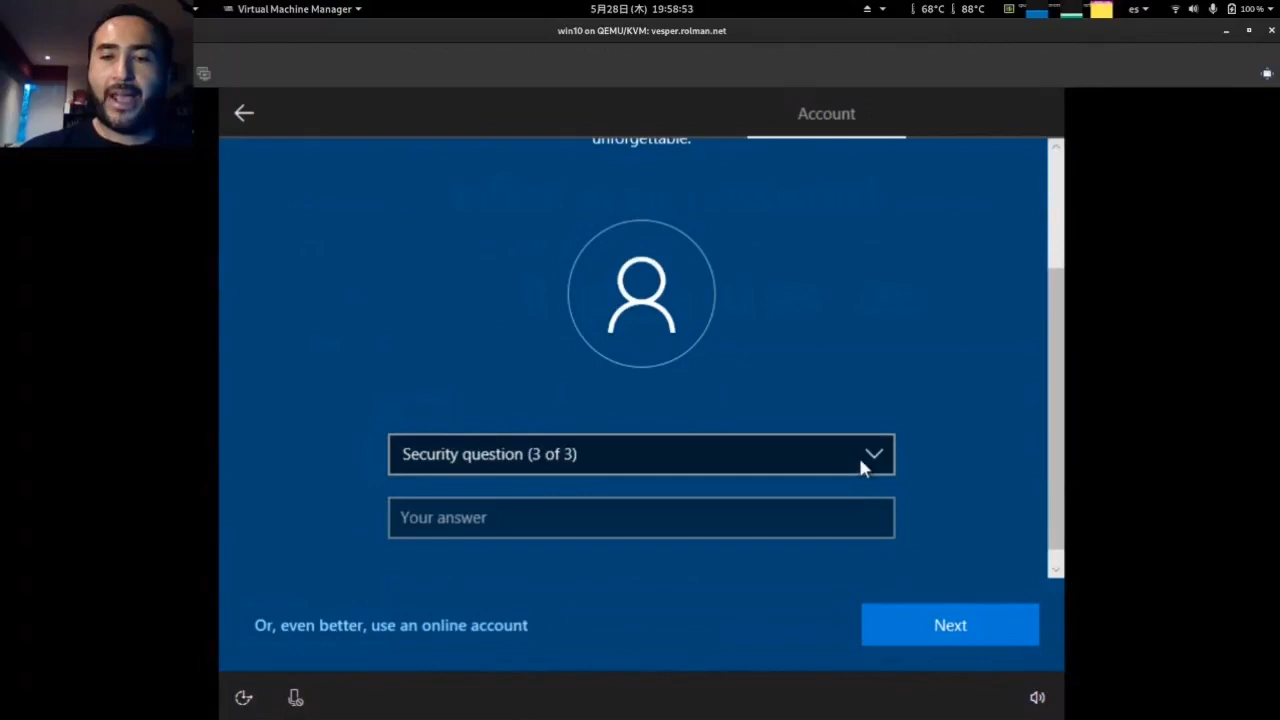 Virtual Machine Manager
5月28日(木) 19:58:53
68°C
88°C
es
100%
win10 on QEMU/KVM: vesper.rolman.net
Account
unforgettable.
Security question (3 of 3)
Your answer
Or, even better, use an online account
Next